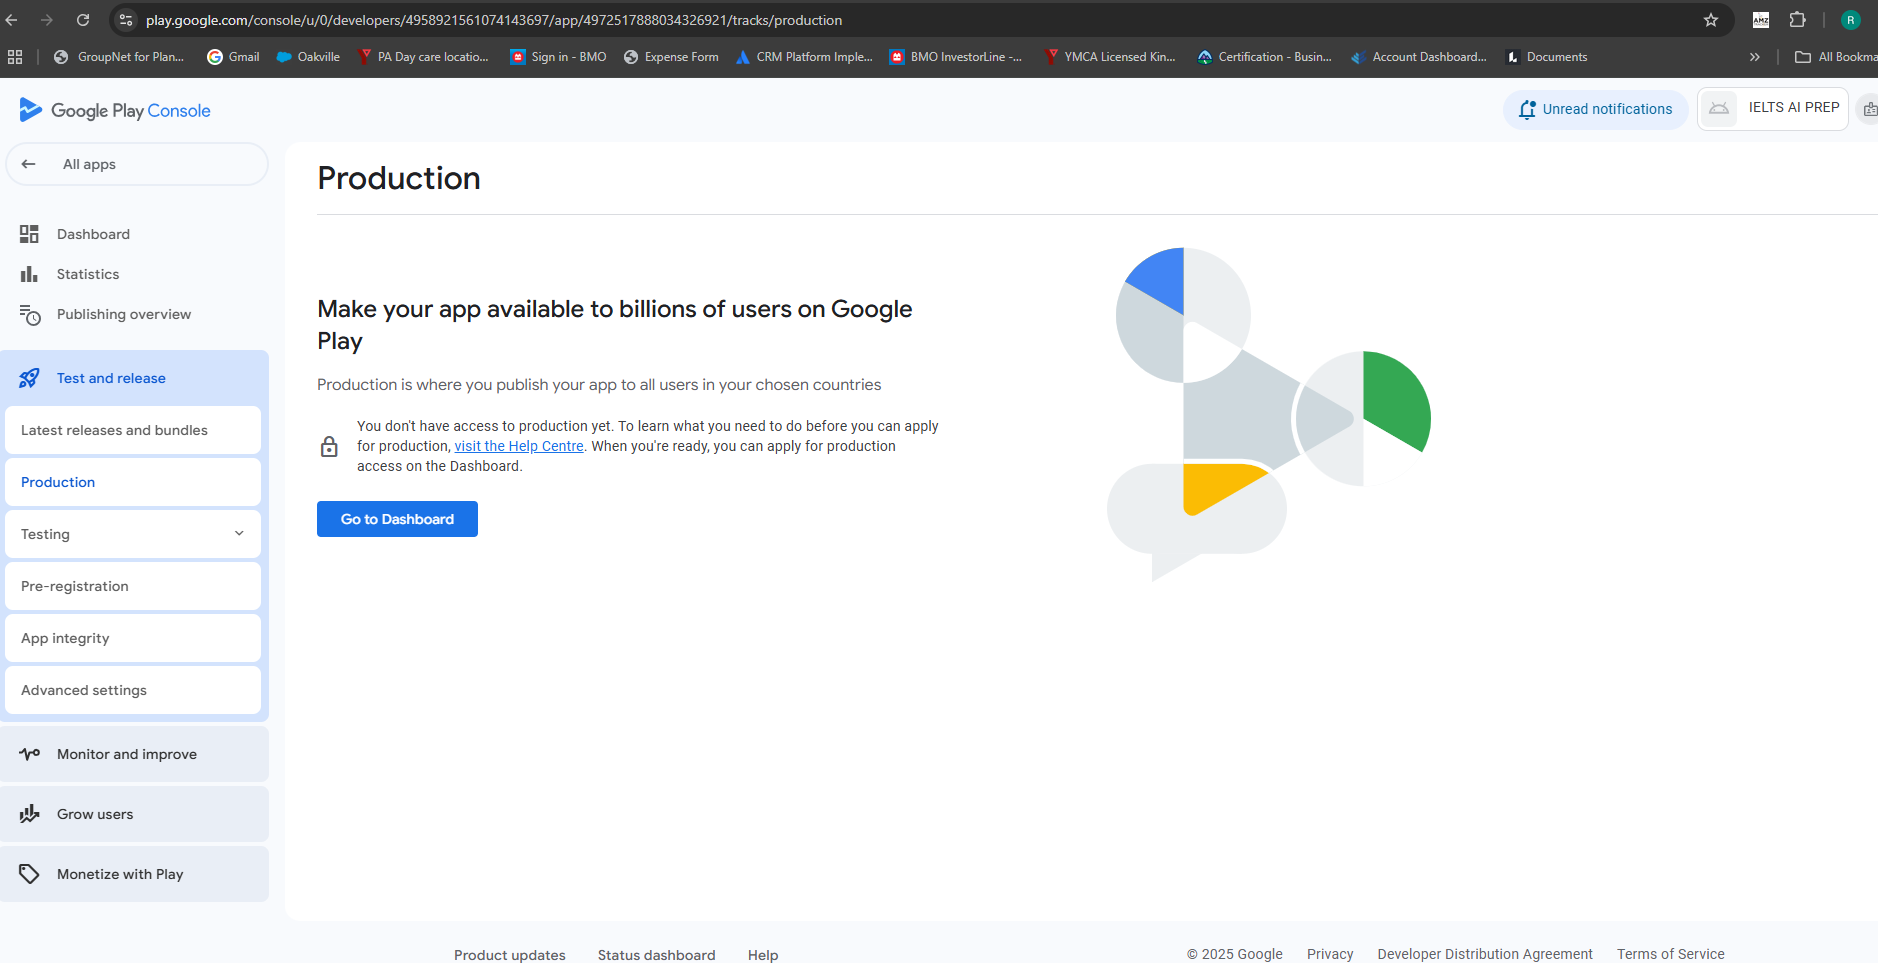 play.google.com/console/u/0/developers/4958921561074143697/app/4972517888034326921/tracks/production
AMZ
R
GroupNet for Plan...
Gmail
Oakville
PA Day care locatio...
Sign in - BMO
Expense Form
CRM Platform Imple...
BMO InvestorLine -...
YMCA Licensed Kin...
Certification - Busin...
Account Dashboard...
Documents
All Bookma
Google Play Console
Unread notifications
IELTS AI PREP
All apps
Production
Dashboard
Statistics
Publishing overview
Test and release
Latest releases and bundles
Production
Testing
Pre-registration
App integrity
Advanced settings
Monitor and improve
Grow users
Monetize with Play
Make your app available to billions of users on Google
Play
Production is where you publish your app to all users in your chosen countries
You don't have access to production yet. To learn what you need to do before you can apply
for production, visit the Help Centre. When you're ready, you can apply for production
access on the Dashboard.
Go to Dashboard
Product updates
Status dashboard
Help
© 2025 Google
Privacy
Developer Distribution Agreement
Terms of Service